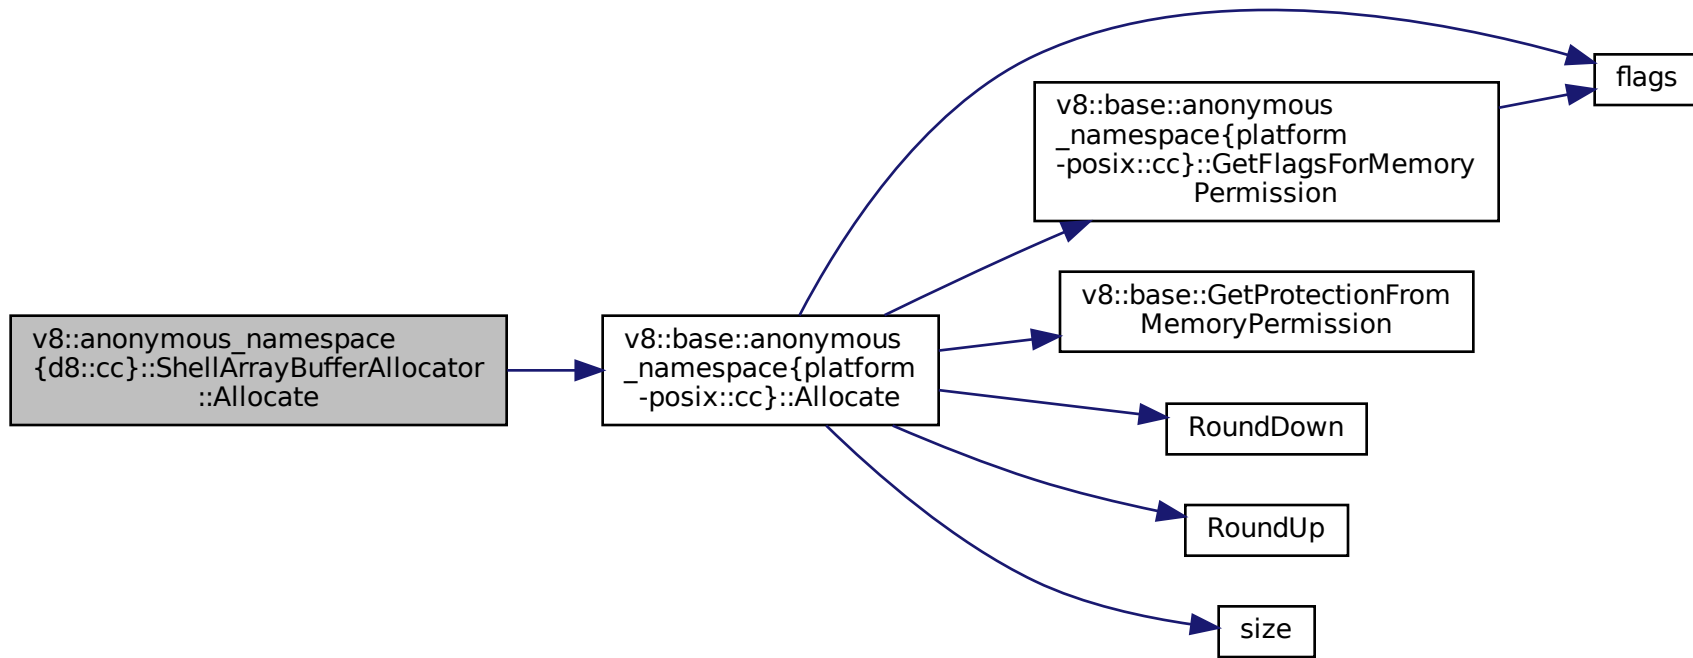 v8::anonymous_namespace
{d8::cc}::ShellArrayBufferAllocator
::Allocate
v8::base::anonymous
_namespace{platform
-posix::cc}::Allocate
flags
v8::base::anonymous
_namespace{platform
-posix::cc}::GetFlagsForMemory
Permission
v8::base::GetProtectionFrom
MemoryPermission
RoundDown
RoundUp
size